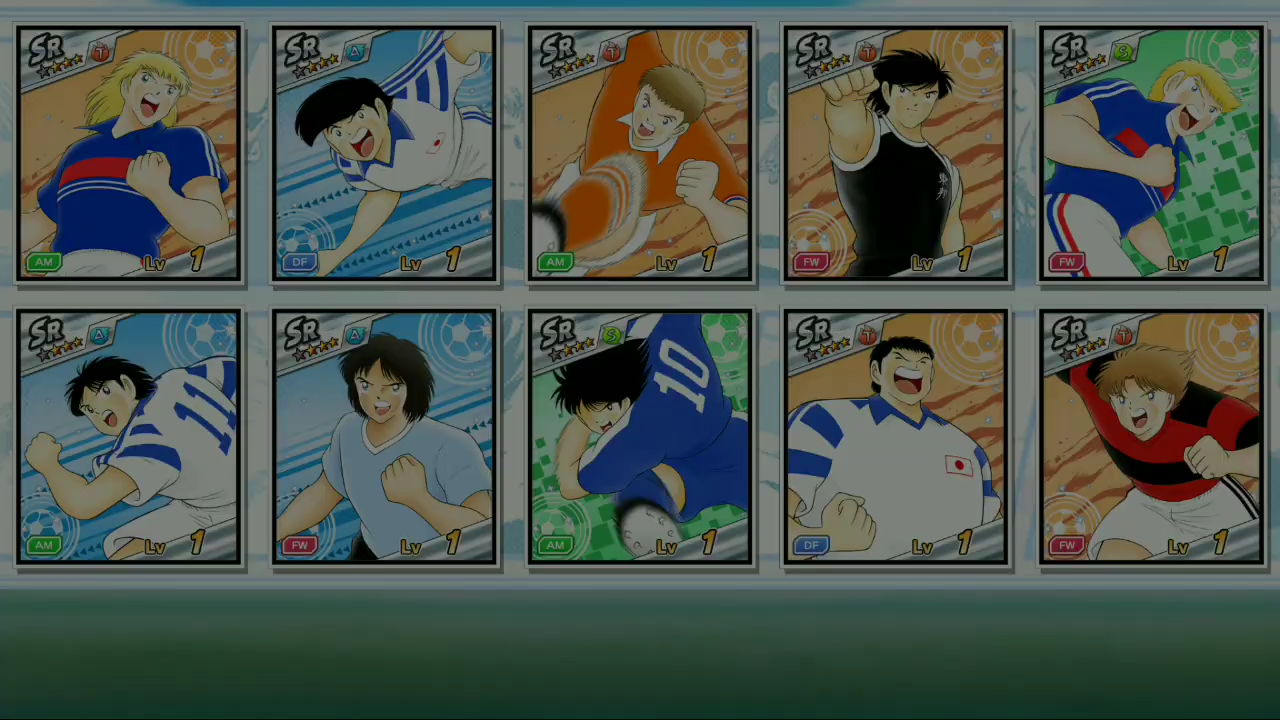 SR T SR A SR T SR T SR S
東邦
AM Lv 1 DF Lv 1 AM Lv 1 FW Lv 1 FW Lv 1
SR A SR A SR S SR T SR T
11 10
AM Lv 1 FW Lv 1 AM Lv 1 DF Lv 1 FW Lv 1